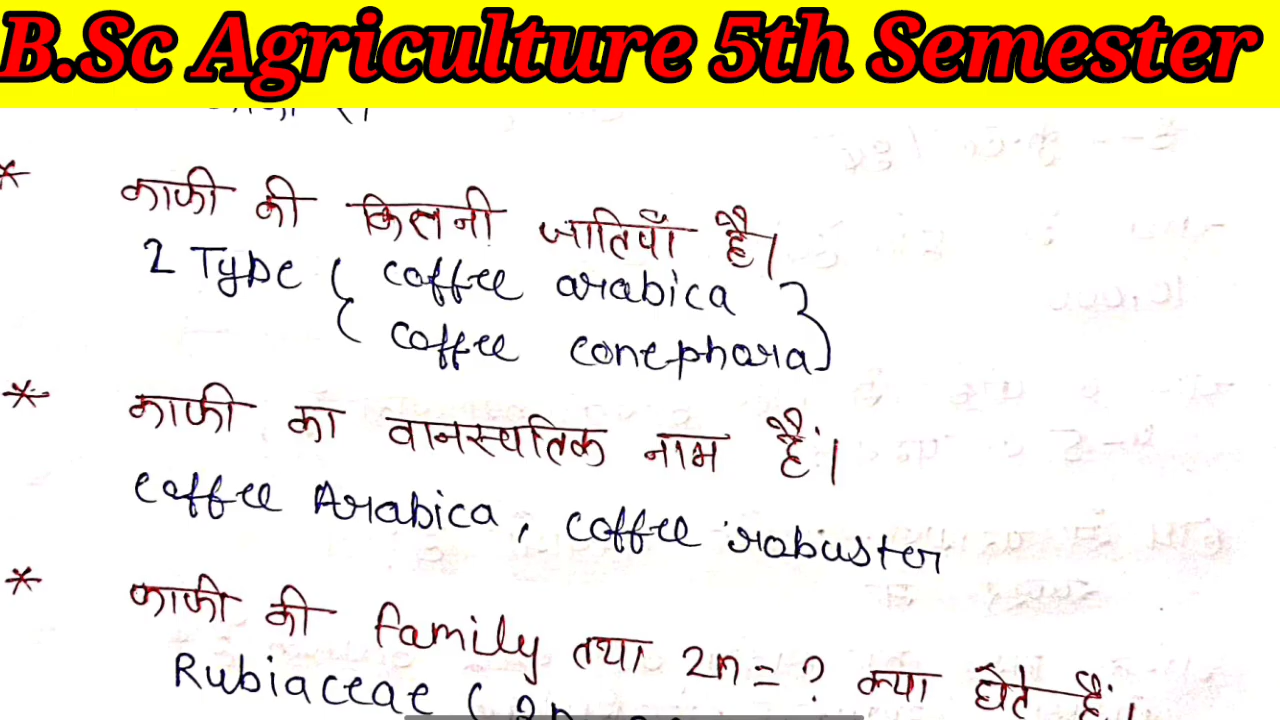 B.Sc Agriculture 5th Semester
* काफी की कितनी जातियाँ है।
2 Type { coffee arabica }
coffee conephora
* काफी का वानस्पतिक नाम हैं।
coffee Arabica, coffee robuster
* काफी की family तथा 2n = ? क्या होते हैं।
Rubiaceae ( 2n